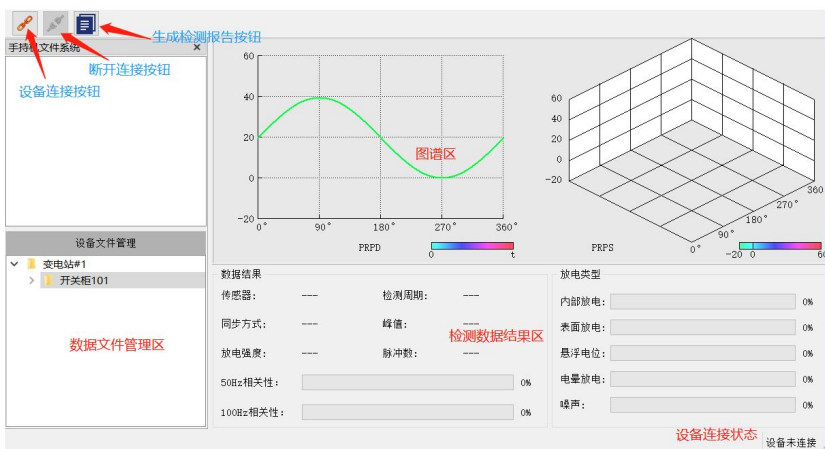 生成检测报告按钮
手持机文件系统
×
断开连接按钮
设备连接按钮
60
40
20
0
-20
0°
90°
180°
270°
360°
图谱区
PRPD
0
t
60
40
20
0
-20
360
270°
180°
90°
0°
PRPS
-20
0
60
设备文件管理
变电站#1
开关柜101
数据文件管理区
数据结果
传感器: --- 检测周期: ---
同步方式: --- 峰值: ---
检测数据结果区
放电强度: --- 脉冲数: ---
50Hz相关性: 0%
100Hz相关性: 0%
放电类型
内部放电: 0%
表面放电: 0%
悬浮电位: 0%
电晕放电: 0%
噪声: 0%
设备连接状态
设备未连接